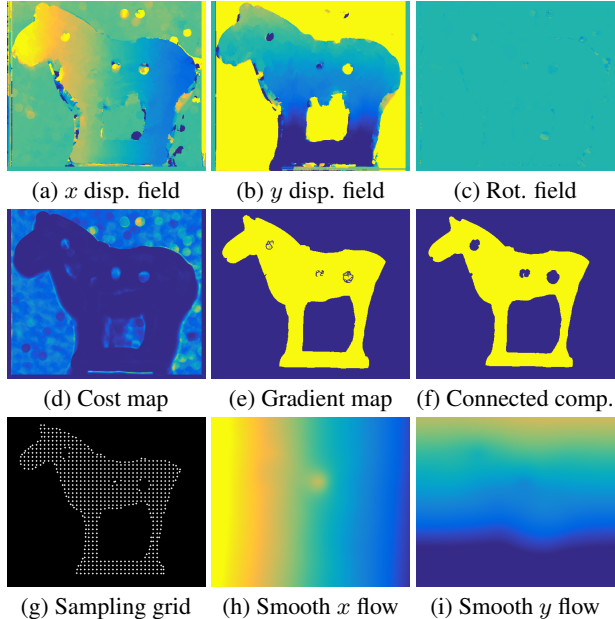 (a) x disp. field (b) y disp. field (c) Rot. field
(d) Cost map (e) Gradient map (f) Connected comp.
(g) Sampling grid (h) Smooth x flow (i) Smooth y flow